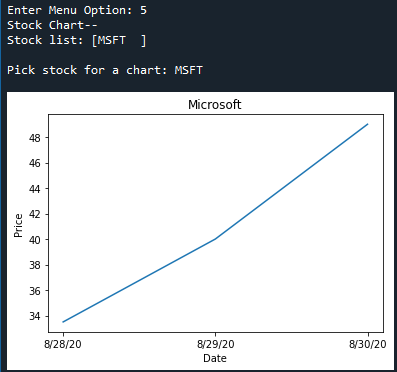 Enter Menu Option: 5
Stock Chart--
Stock list: [MSFT  ]
Pick stock for a chart: MSFT
Microsoft
48
46
44
42
40
38
36
34
Price
8/28/20 8/29/20 8/30/20
Date